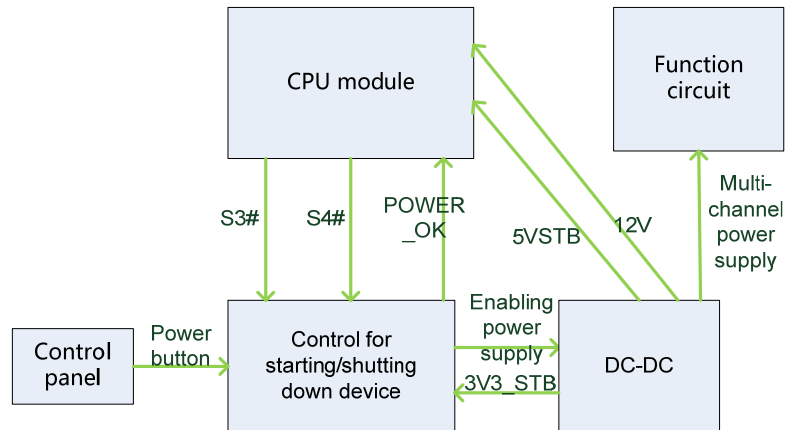 CPU module
Function
circuit
S3#
S4#
POWER
_OK
5VSTB
12V
Multi-
channel
power
supply
Control
panel
Power
button
Control for
starting/shutting
down device
Enabling
power
supply
3V3_STB
DC-DC